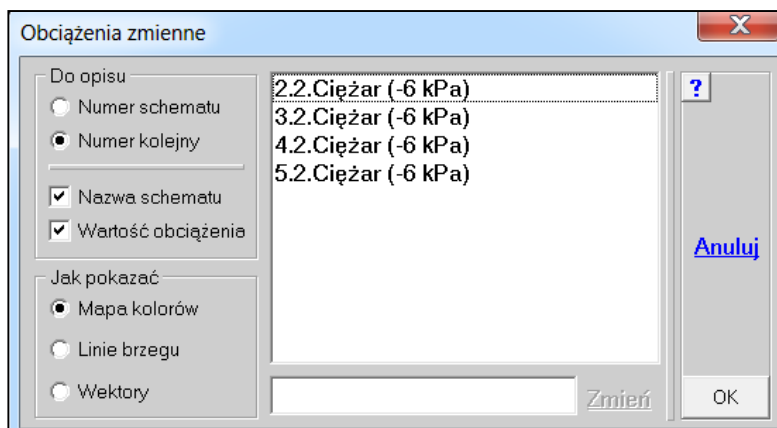 Obciążenia zmienne
X
Do opisu
Numer schematu
Numer kolejny
Nazwa schematu
Wartość obciążenia
Jak pokazać
Mapa kolorów
Linie brzegu
Wektory
2.2.Ciężar (-6 kPa)
3.2.Ciężar (-6 kPa)
4.2.Ciężar (-6 kPa)
5.2.Ciężar (-6 kPa)
Zmień
?
Anuluj
OK